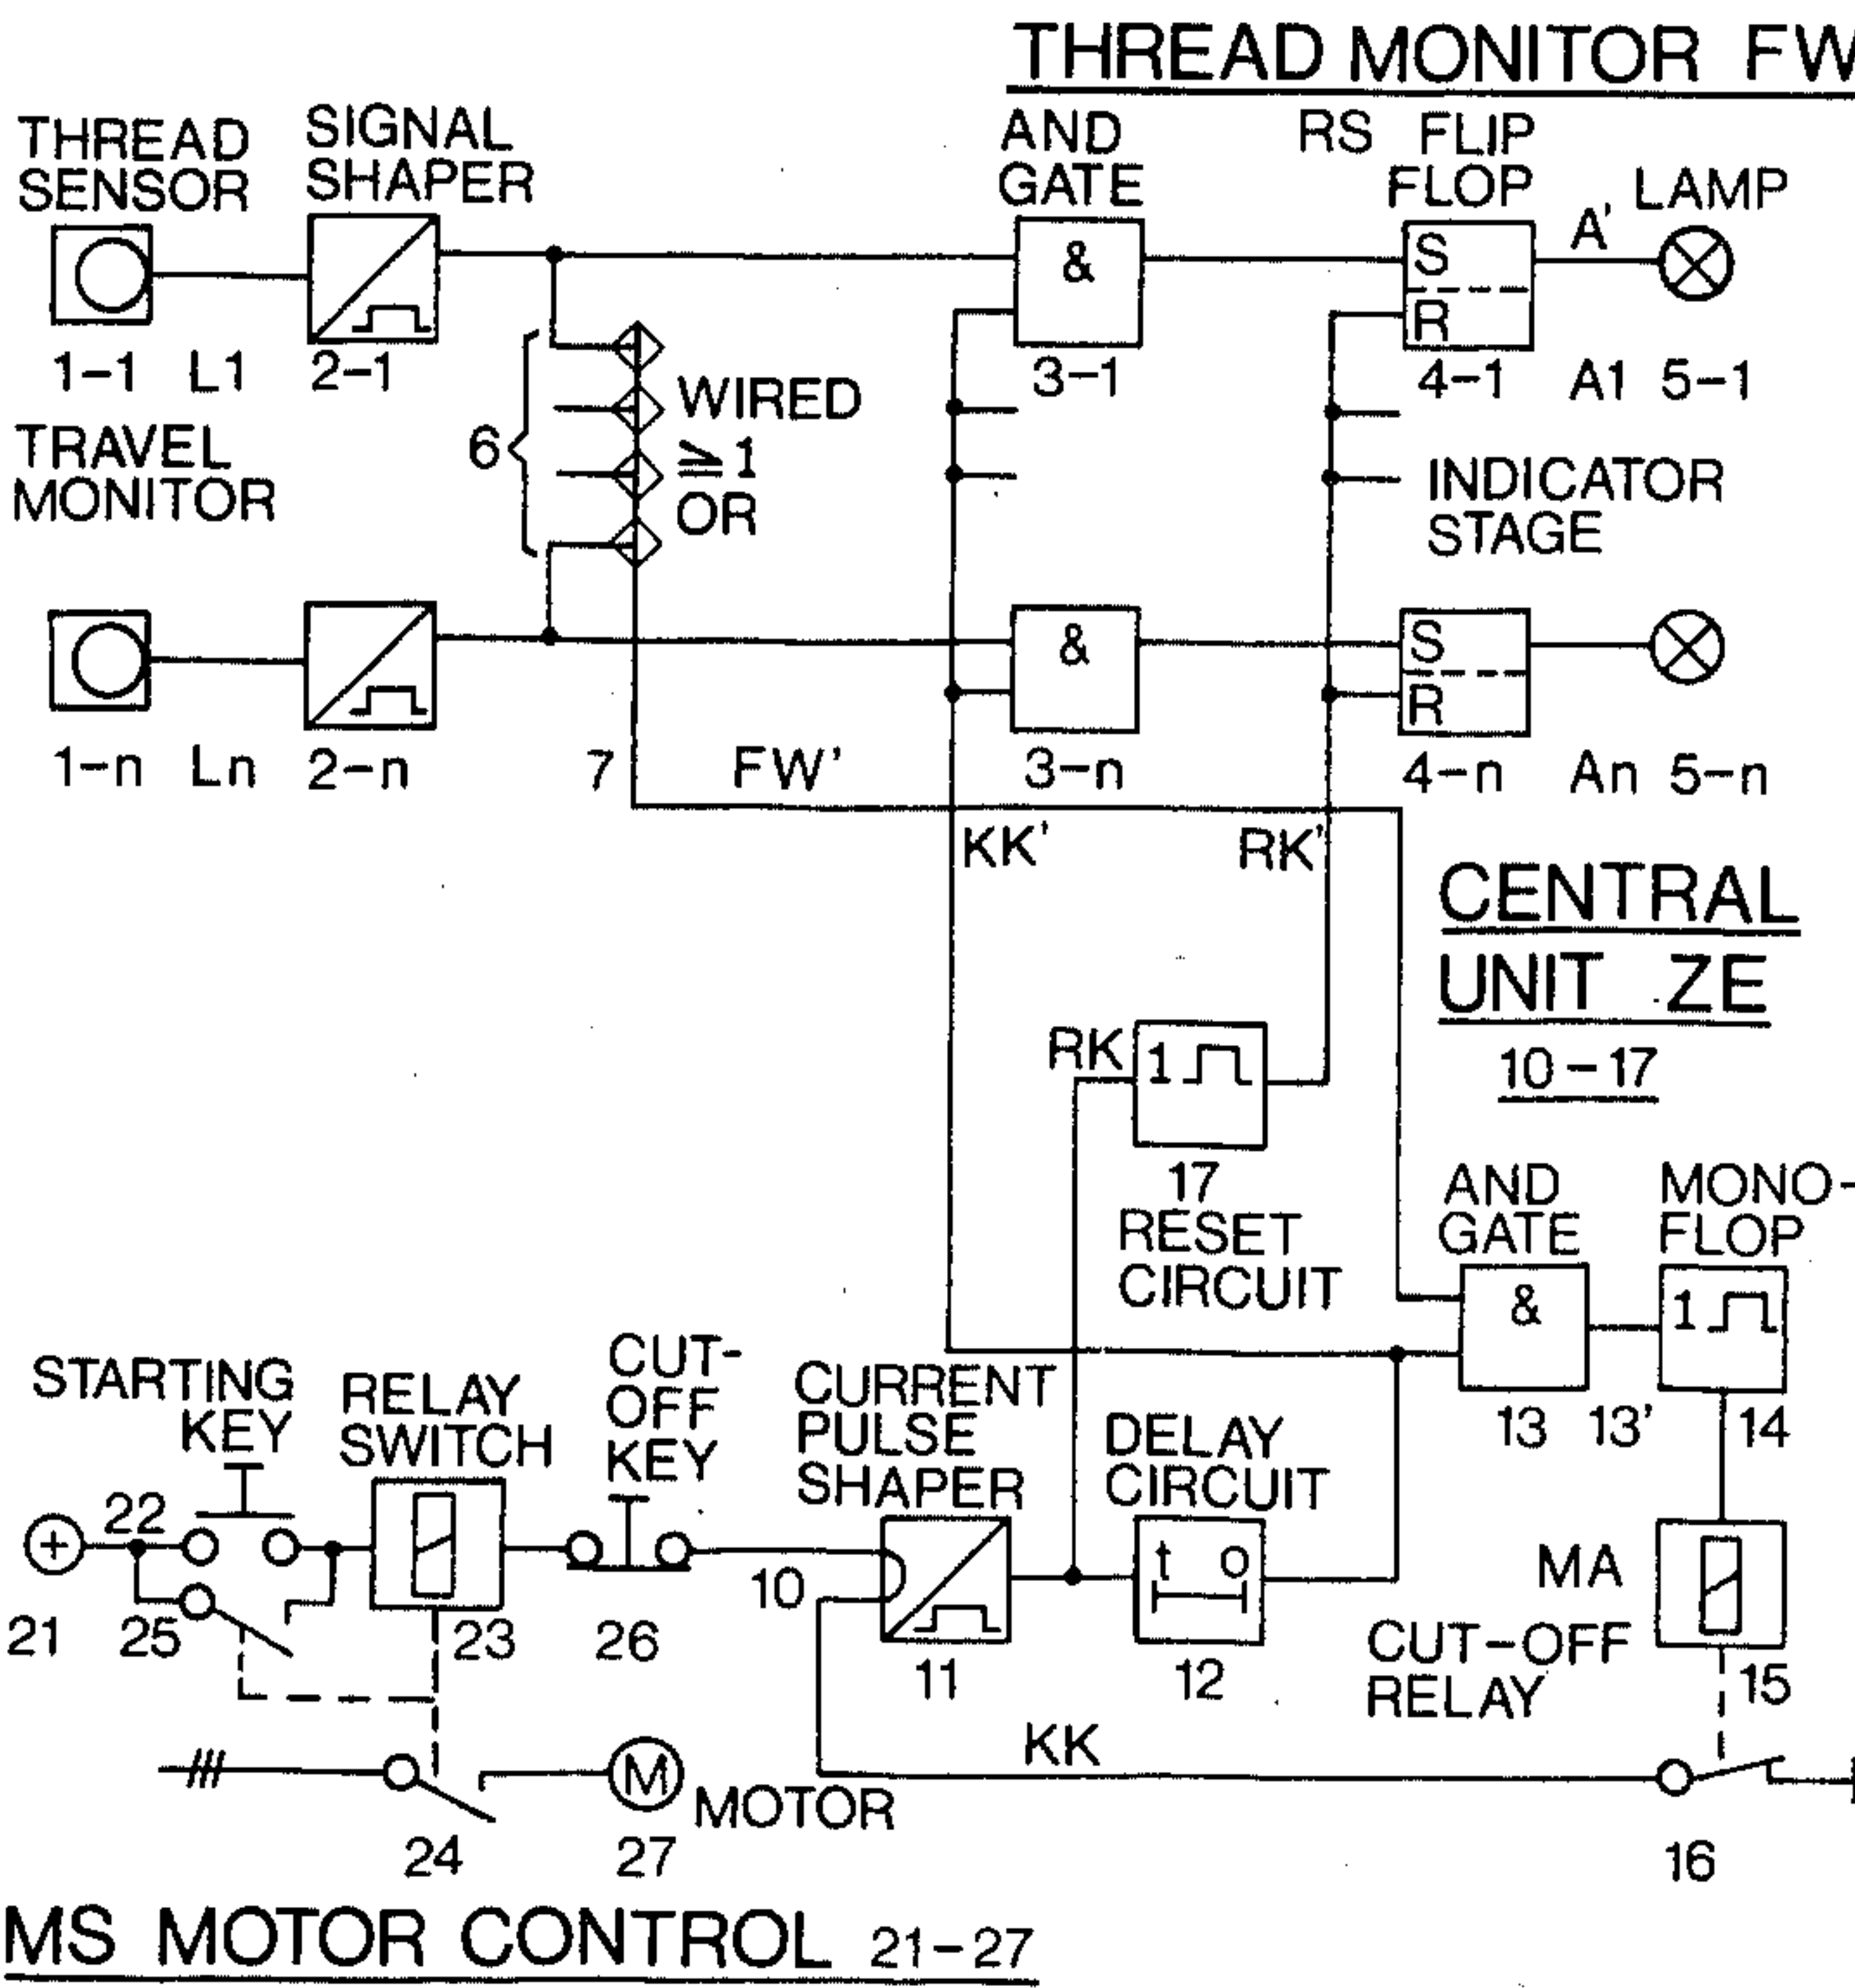 THREAD MONITOR FW
THREAD
SENSOR
SIGNAL
SHAPER
AND
GATE
RS FLIP
FLOP
LAMP
A'
&
S
R
1-1 L1 2-1
3-1
4-1 A1 5-1
TRAVEL
MONITOR
6
WIRED
≧1
OR
INDICATOR
STAGE
&
S
R
1-n Ln 2-n
7 FW'
3-n
4-n An 5-n
KK'
RK'
CENTRAL
UNIT ZE
10-17
RK
1
17
RESET
CIRCUIT
AND
GATE
MONO-
FLOP
&
1
13 13' 14
STARTING
KEY
RELAY
SWITCH
CUT-
OFF
KEY
CURRENT
PULSE
SHAPER
DELAY
CIRCUIT
22
+
10
t o
MA
21 25 23 26
11 12
CUT-OFF
RELAY
15
KK
M
MOTOR
24 27
16
MS MOTOR CONTROL 21-27